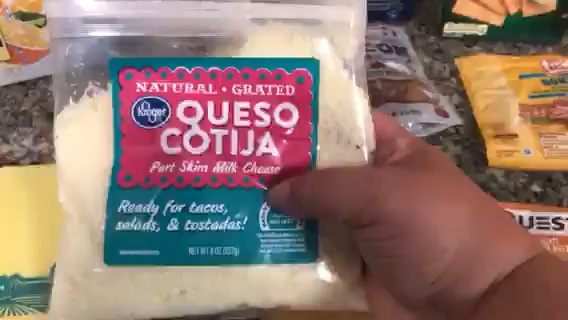 NATURAL • GRATED
Kroger
QUESO
COTIJA
Part Skim Milk Cheese
Ready for tacos,
salads, & tostadas!
NET WT 8 OZ (227g)
QUEST